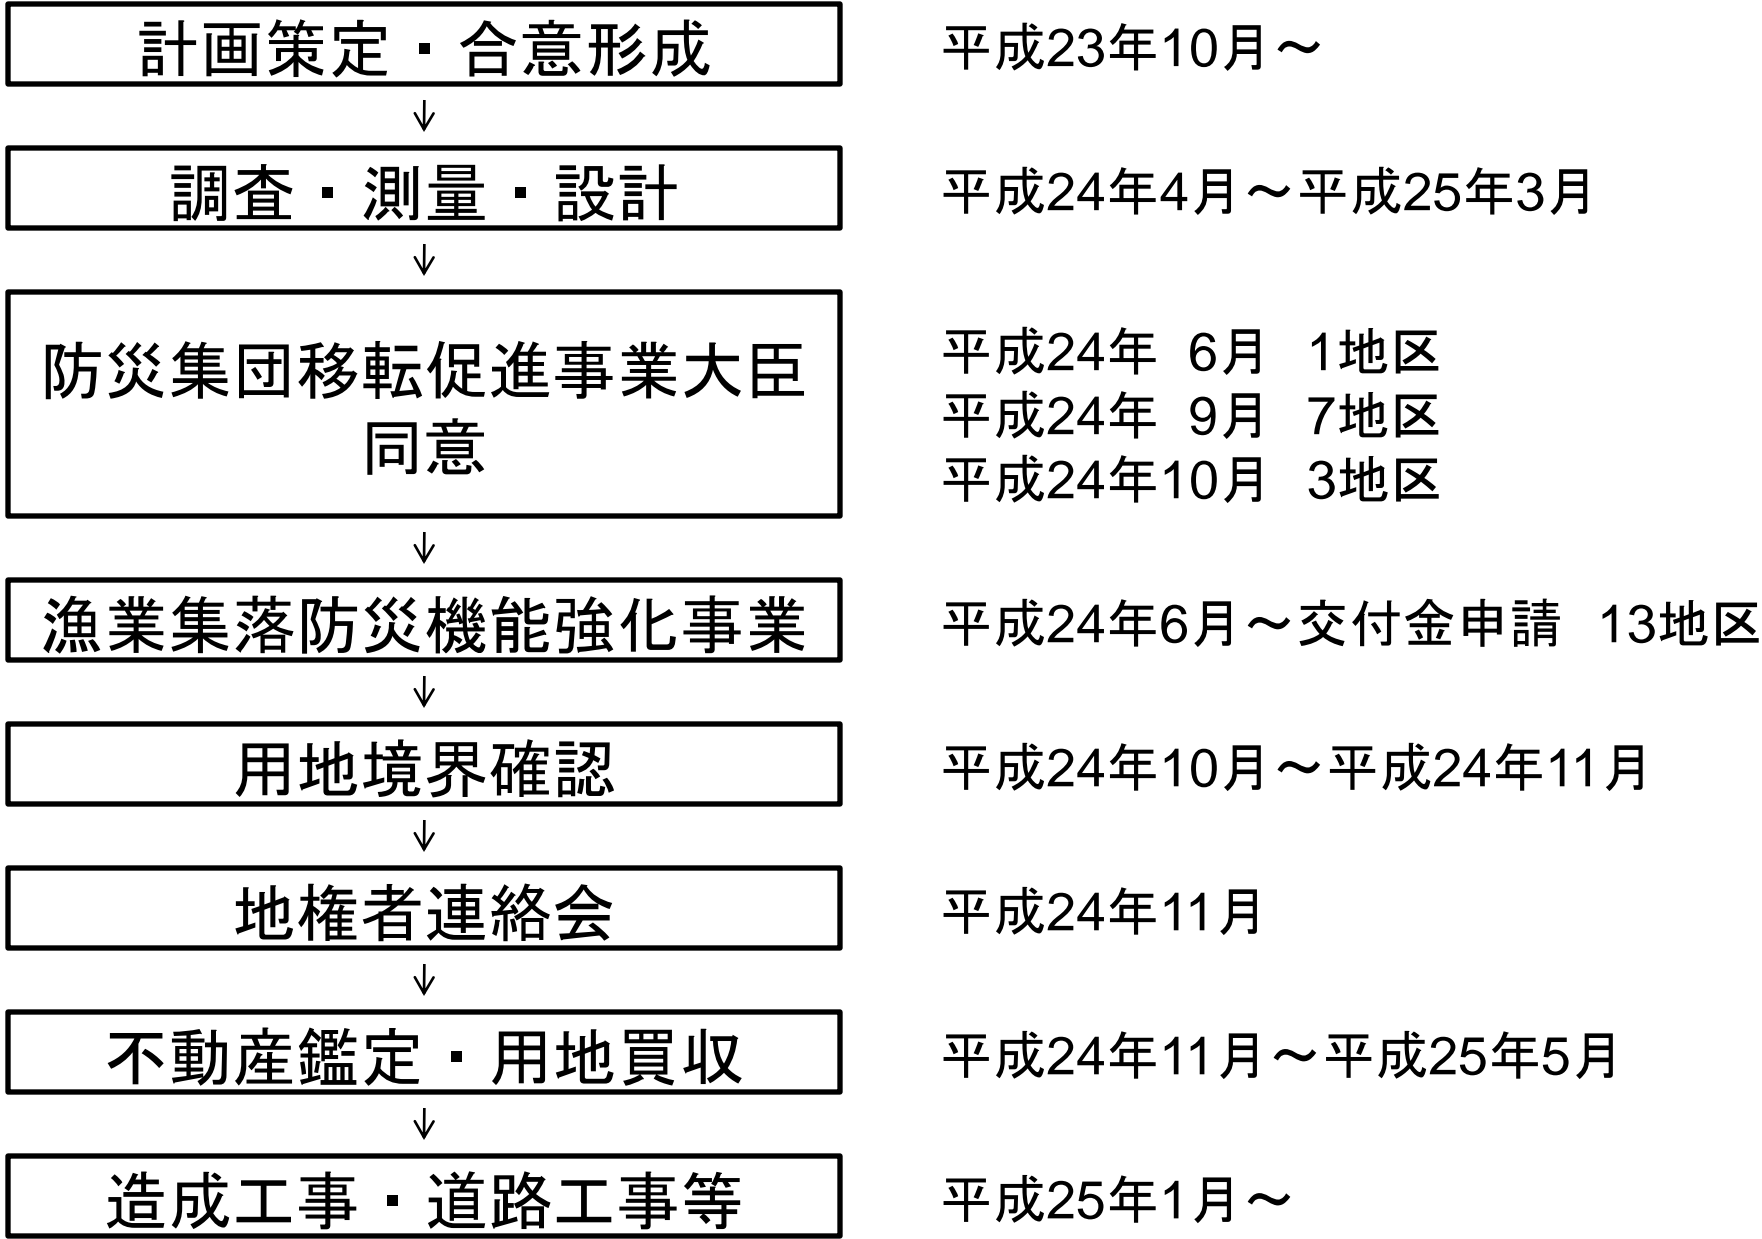 計画策定・合意形成 平成23年10月～
↓
調査・測量・設計 平成24年4月～平成25年3月
↓
防災集団移転促進事業大臣
同意
平成24年 6月 1地区
平成24年 9月 7地区
平成24年10月 3地区
↓
漁業集落防災機能強化事業 平成24年6月～交付金申請 13地区
↓
用地境界確認 平成24年10月～平成24年11月
↓
地権者連絡会 平成24年11月
↓
不動産鑑定・用地買収 平成24年11月～平成25年5月
↓
造成工事・道路工事等 平成25年1月～